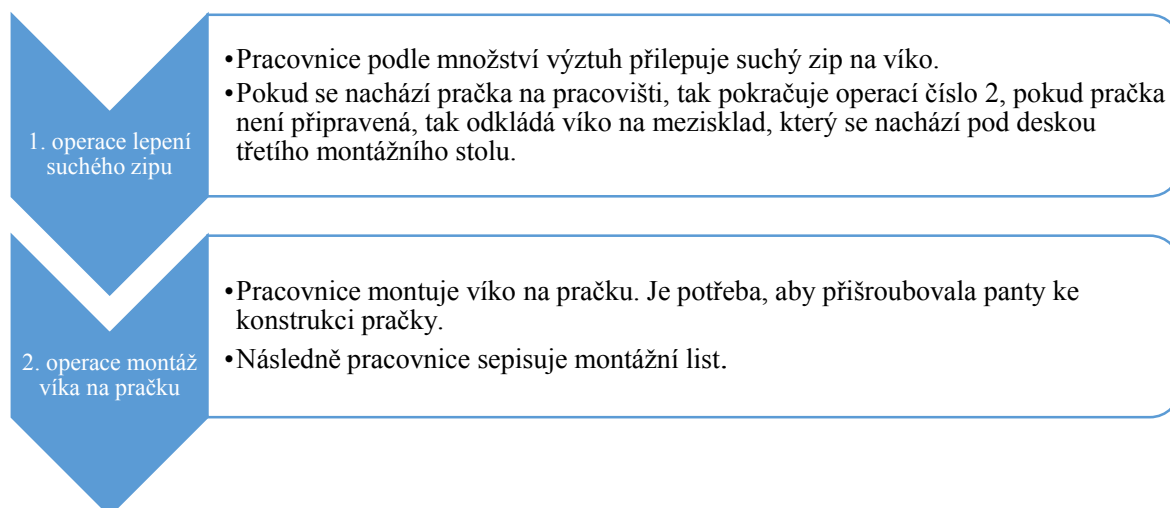 1. operace lepení
suchého zipu
•Pracovnice podle množství výztuh přilepuje suchý zip na víko.
•Pokud se nachází pračka na pracovišti, tak pokračuje operací číslo 2, pokud pračka
není připravená, tak odkládá víko na mezisklad, který se nachází pod deskou
třetího montážního stolu.
2. operace montáž
víka na pračku
•Pracovnice montuje víko na pračku. Je potřeba, aby přišroubovala panty ke
konstrukci pračky.
•Následně pracovnice sepisuje montážní list.